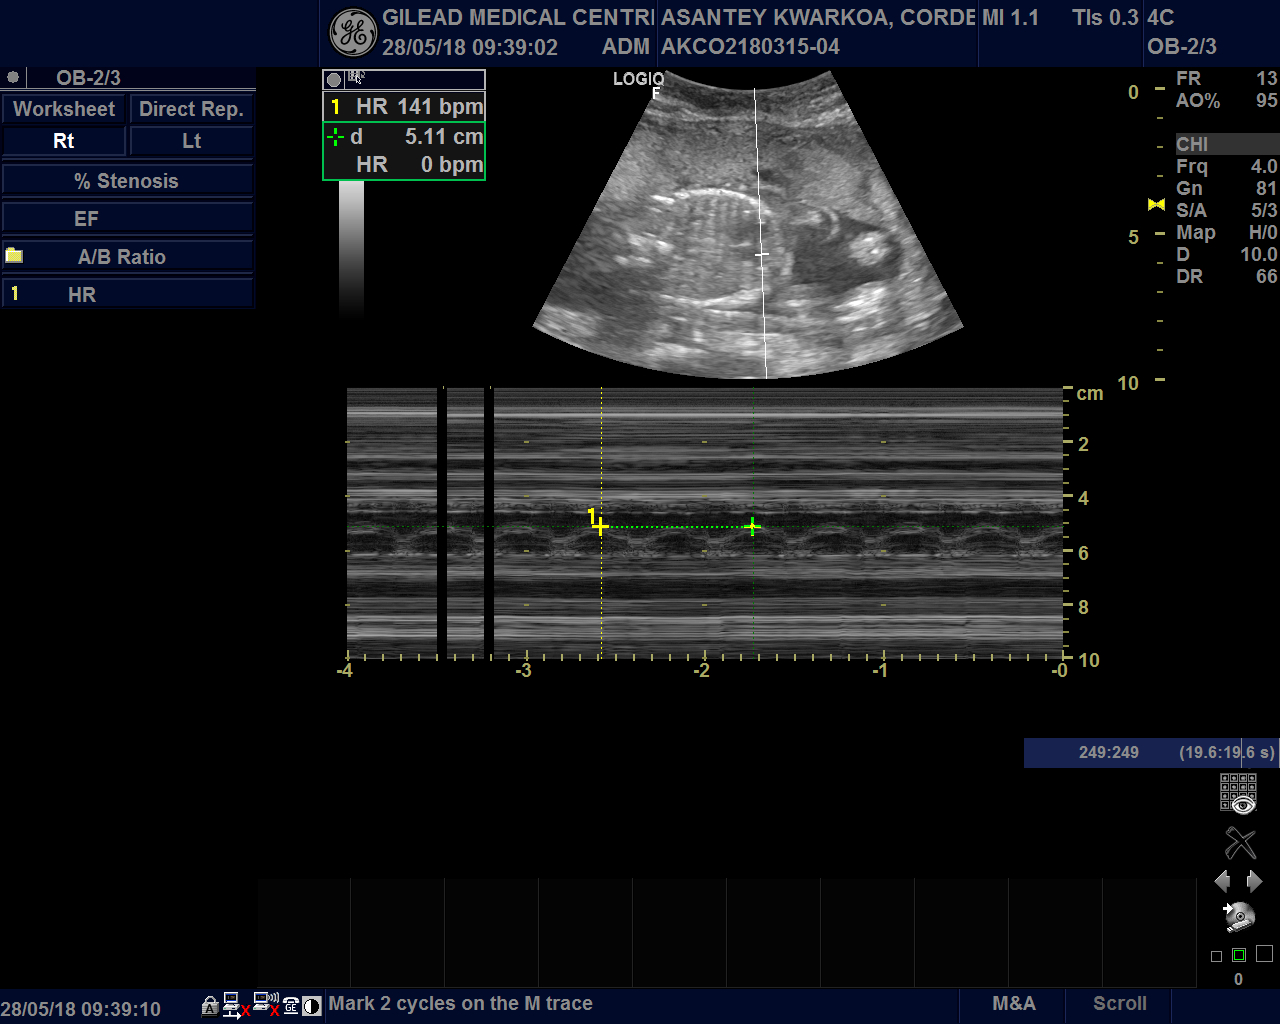 GE
GILEAD MEDICAL CENTR
ASANTEY KWARKOA, CORDE
MI 1.1
TIs 0.3
4C
28/05/18 09:39:02
ADM
AKCO2180315-04
OB-2/3
OB-2/3
Worksheet
Direct Rep.
Rt
Lt
% Stenosis
EF
A/B Ratio
1 HR
1 HR 141 bpm
d 5.11 cm
HR 0 bpm
LOGIQ
F
0
5
10
FR 13
AO% 95
CHI
Frq 4.0
Gn 81
S/A 5/3
Map H/0
D 10.0
DR 66
cm
2
4
6
8
10
1
-4
-3
-2
-1
-0
249:249 (19.6:19.6 s)
0
28/05/18 09:39:10
A
GE
Mark 2 cycles on the M trace
M&A
Scroll